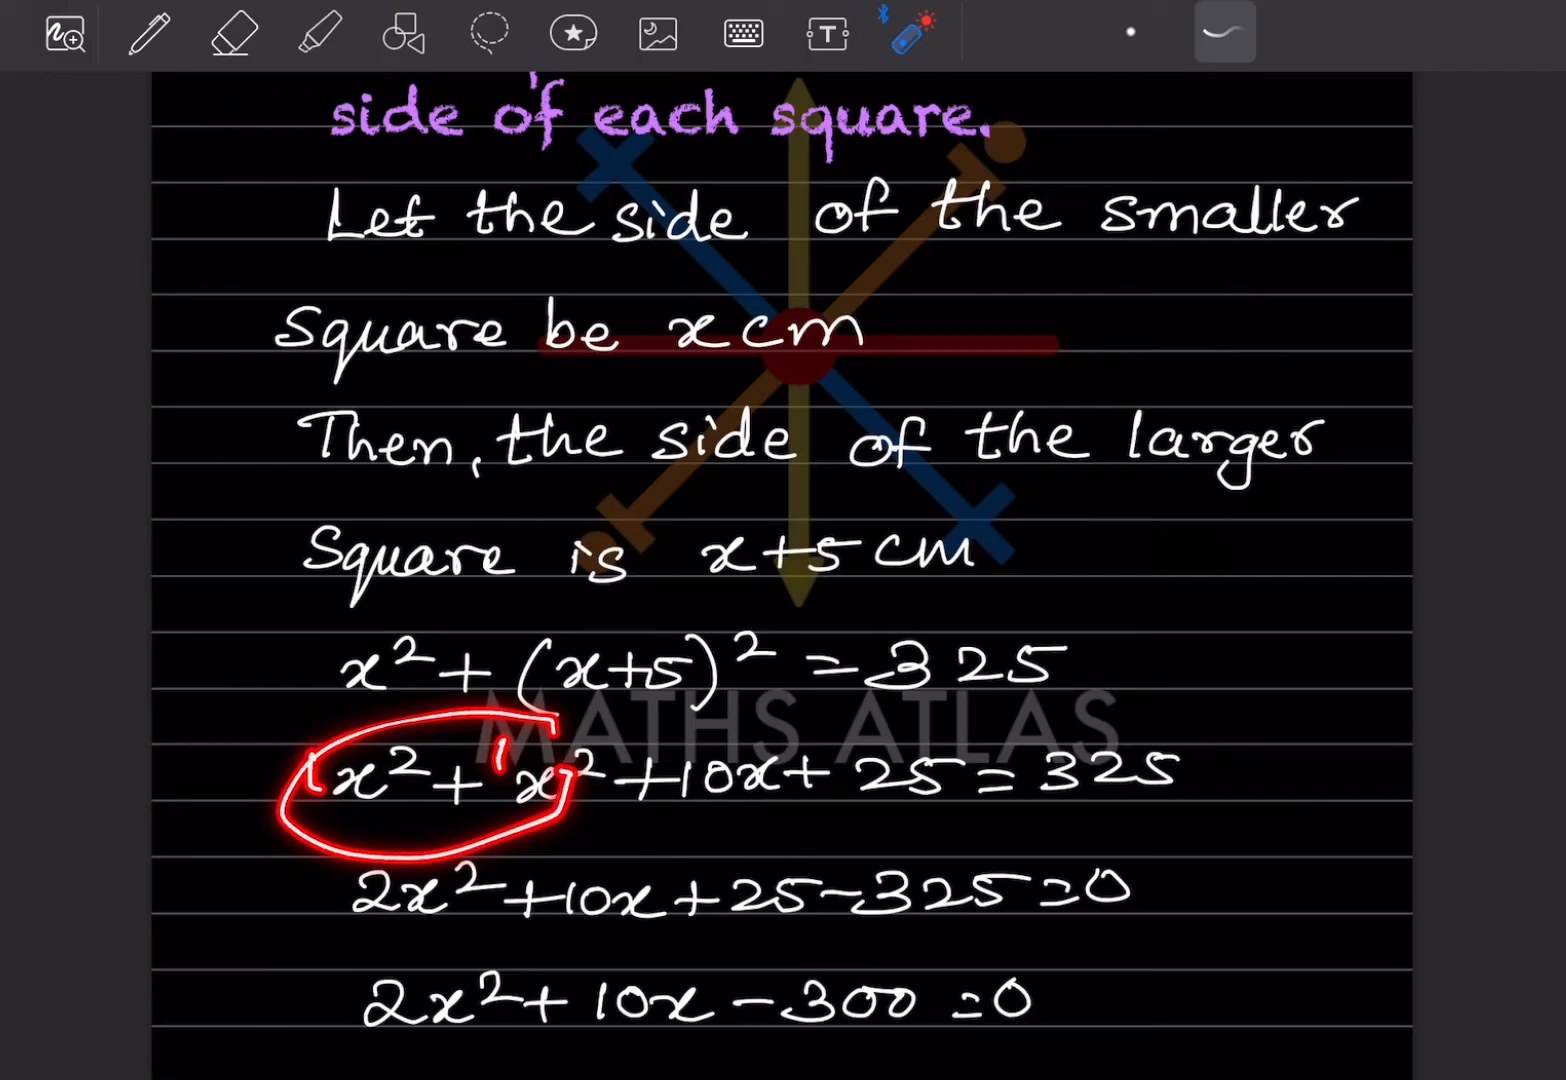 side of each square.
Let the side of the smaller
Square be x cm
Then, the side of the larger
Square is x+5 cm
x² + (x+5)² = 325
MATHS ATLAS
x² + x² + 10x + 25 = 325
2x² + 10x + 25 - 325 = 0
2x² + 10x - 300 = 0